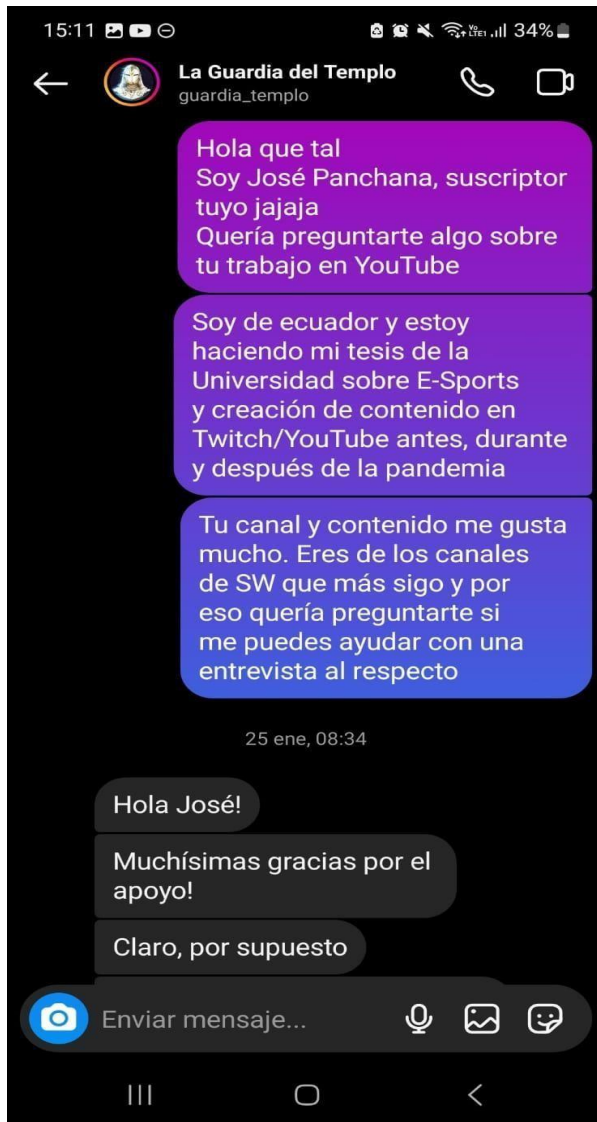 15:11 34%
La Guardia del Templo
guardia_templo
Hola que tal
Soy José Panchana, suscriptor
tuyo jajaja
Quería preguntarte algo sobre
tu trabajo en YouTube
Soy de ecuador y estoy
haciendo mi tesis de la
Universidad sobre E-Sports
y creación de contenido en
Twitch/YouTube antes, durante
y después de la pandemia
Tu canal y contenido me gusta
mucho. Eres de los canales
de SW que más sigo y por
eso quería preguntarte si
me puedes ayudar con una
entrevista al respecto
25 ene, 08:34
Hola José!
Muchísimas gracias por el
apoyo!
Claro, por supuesto
Enviar mensaje...